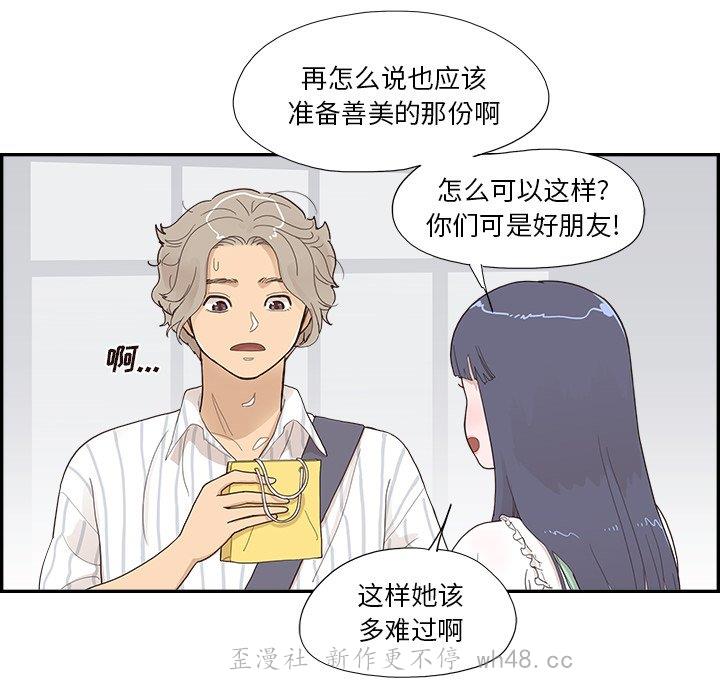 再怎么说也应该
准备善美的那份啊
怎么可以这样?
你们可是好朋友!
啊...
这样她该
多难过啊
歪漫社 新作更不停 wh48.cc